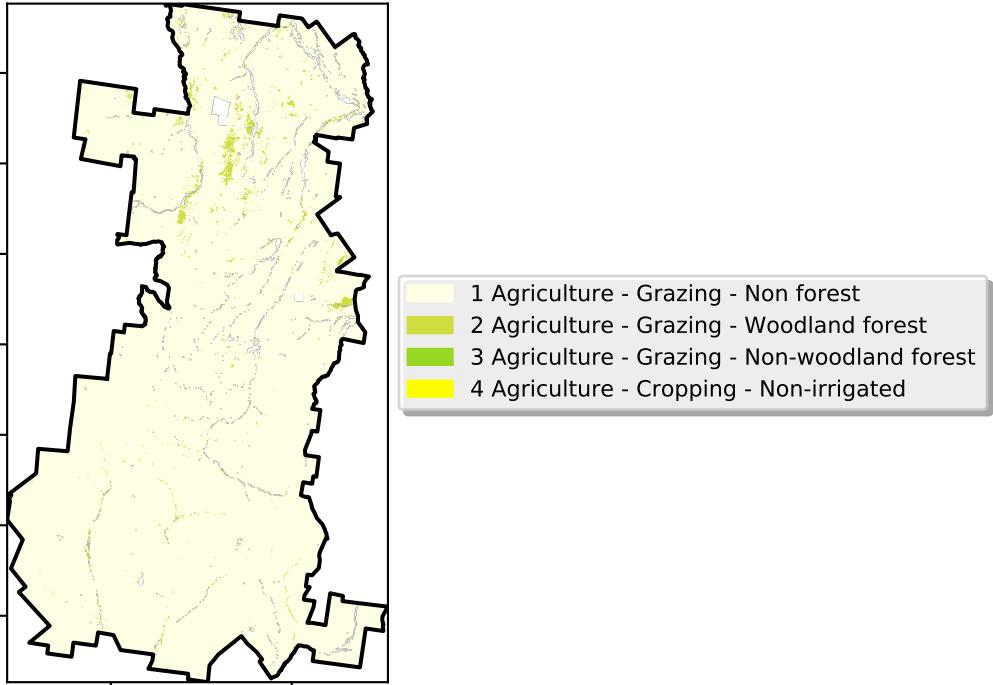 1 Agriculture - Grazing - Non forest
2 Agriculture - Grazing - Woodland forest
3 Agriculture - Grazing - Non-woodland forest
4 Agriculture - Cropping - Non-irrigated